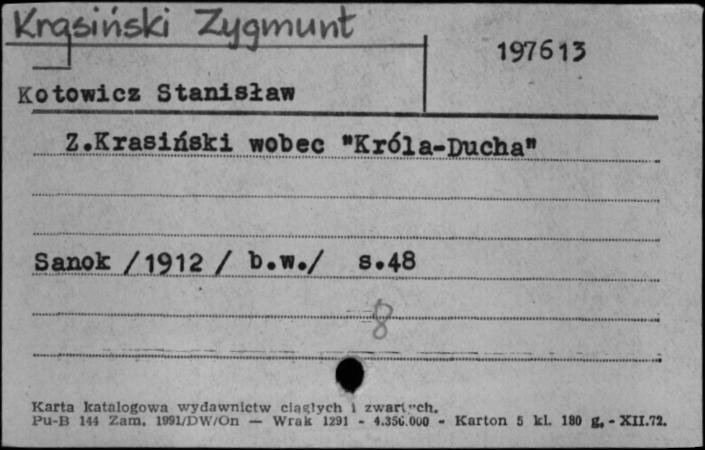 Krasiński Zygmunt
197613
Kotowicz Stanisław
Z.Krasiński wobec "Króla-Ducha"
Sanok /1912 / b.w./ s.48
8
Karta katalogowa wydawnictw ciągłych i zwartych.
Pu-B 144 Zam. 1991/DW/On — Wrak 1291 - 4.356.000 - Karton 5 kl. 180 g, - XII.72.